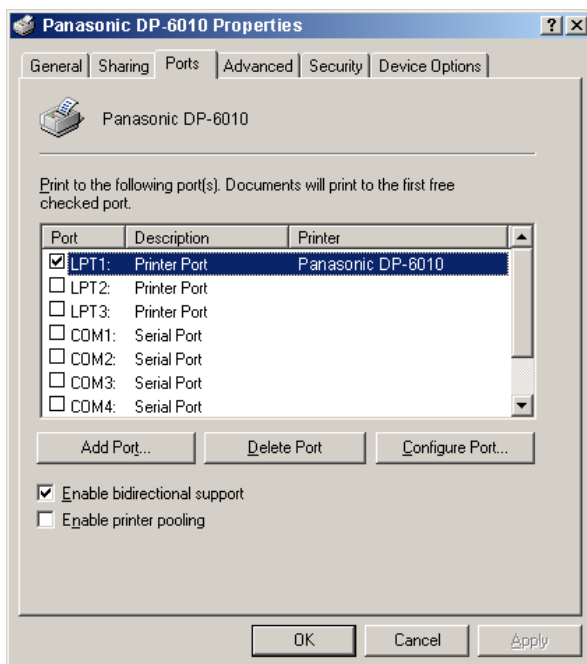 Panasonic DP-6010 Properties
General Sharing Ports Advanced Security Device Options
Panasonic DP-6010
Print to the following port(s). Documents will print to the first free
checked port.
Port Description Printer
LPT1: Printer Port Panasonic DP-6010
LPT2: Printer Port
LPT3: Printer Port
COM1: Serial Port
COM2: Serial Port
COM3: Serial Port
COM4: Serial Port
Add Port... Delete Port Configure Port...
Enable bidirectional support
Enable printer pooling
OK Cancel Apply